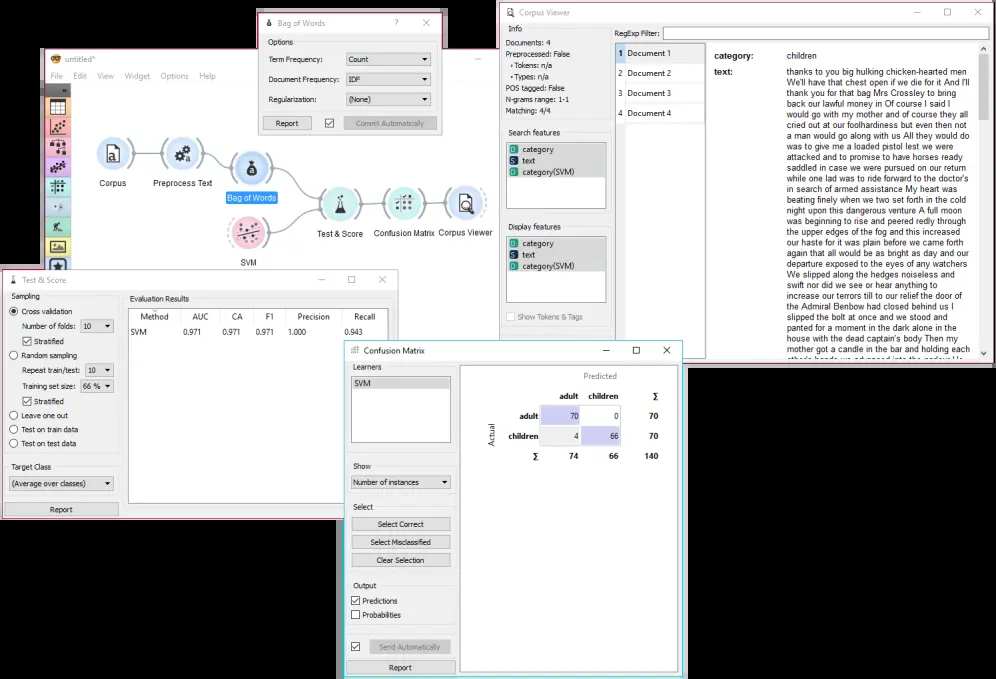 Bag of Words
Options
Term Frequency: Count
Document Frequency: IDF
Regularization: (None)
Report
Commit Automatically
untitled*
File Edit View Widget Options Help
Corpus
Preprocess Text
Bag of Words
SVM
Test & Score
Confusion Matrix
Corpus Viewer
Corpus Viewer
Info
Documents: 4
Preprocessed: False
• Tokens: n/a
• Types: n/a
POS tagged: False
N-grams range: 1-1
Matching: 4/4
Search features
category
text
category(SVM)
Display features
category
text
category(SVM)
Show Tokens & Tags
RegExp Filter:
1 Document 1
2 Document 2
3 Document 3
4 Document 4
category: children
text: thanks to you big hulking chicken-hearted men
We'll have that chest open if we die for it And I'll
thank you for that bag Mrs Crossley to bring
back our lawful money in Of course I said I
would go with my mother and of course they all
cried out at our foolhardiness but even then not
a man would go along with us All they would do
was to give me a loaded pistol lest we were
attacked and to promise to have horses ready
saddled in case we were pursued on our return
while one lad was to ride forward to the doctor's
in search of armed assistance My heart was
beating finely when we two set forth in the cold
night upon this dangerous venture A full moon
was beginning to rise and peered redly through
the upper edges of the fog and this increased
our haste for it was plain before we came forth
again that all would be as bright as day and our
departure exposed to the eyes of any watchers
We slipped along the hedges noiseless and
swift nor did we see or hear anything to
increase our terrors till to our relief the door of
the Admiral Benbow had closed behind us I
slipped the bolt at once and we stood and
panted for a moment in the dark alone in the
house with the dead captain's body Then my
mother got a candle in the bar and holding each
Test & Score
Sampling
Cross validation
Number of folds: 10
Stratified
Random sampling
Repeat train/test: 10
Training set size: 66 %
Stratified
Leave one out
Test on train data
Test on test data
Target Class
(Average over classes)
Report
Evaluation Results
Method AUC CA F1 Precision Recall
SVM 0.971 0.971 0.971 1.000 0.943
Confusion Matrix
Learners
SVM
Show
Number of instances
Select
Select Correct
Select Misclassified
Clear Selection
Output
Predictions
Probabilities
Send Automatically
Report
Predicted
adult children Σ
Actual
adult 70 0 70
children 4 66 70
Σ 74 66 140